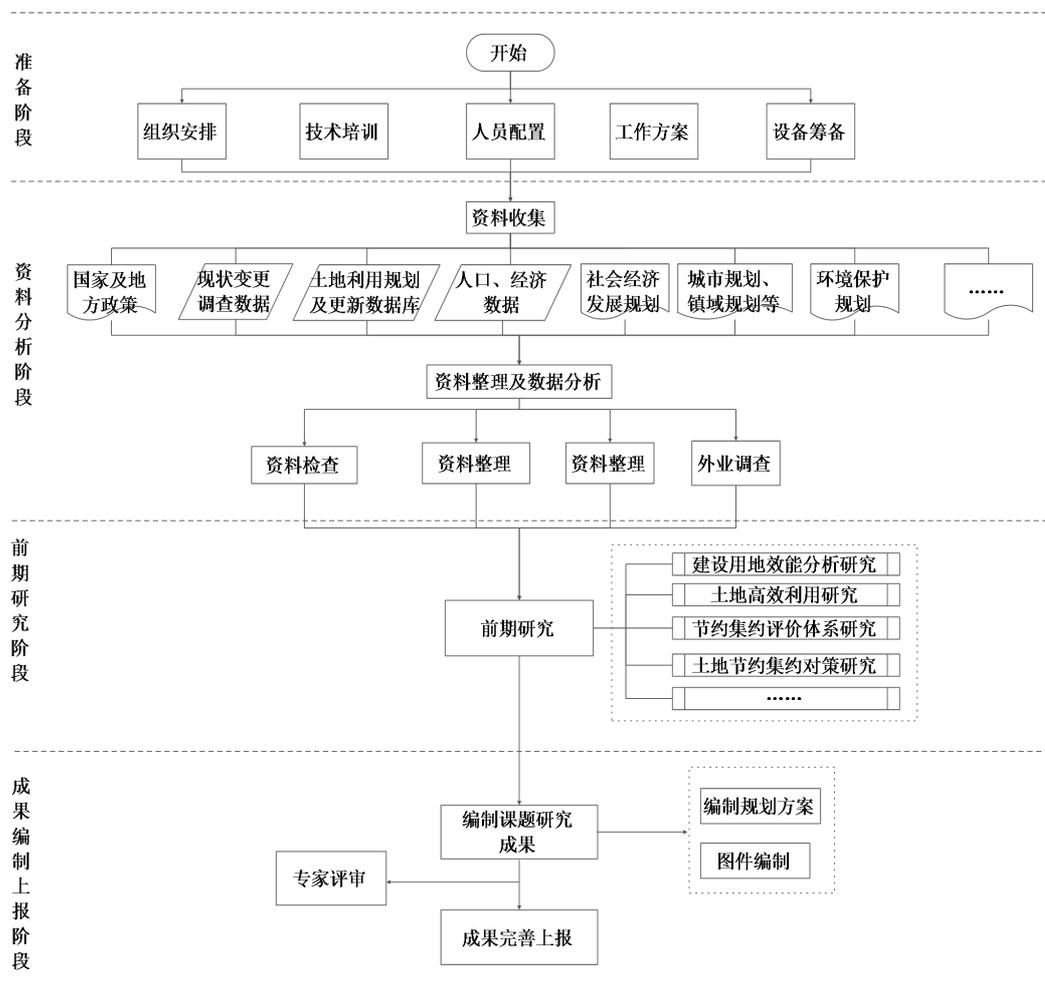 准备阶段
开始
组织安排
技术培训
人员配置
工作方案
设备筹备
资料分析阶段
资料收集
国家及地
方政策
现状变更
调查数据
土地利用规划
及更新数据库
人口、经济
数据
社会经济
发展规划
城市规划、
镇域规划等
环境保护
规划
……
资料整理及数据分析
资料检查
资料整理
资料整理
外业调查
前期研究阶段
前期研究
建设用地效能分析研究
土地高效利用研究
节约集约评价体系研究
土地节约集约对策研究
……
成果编制上报阶段
编制课题研究
成果
编制规划方案
图件编制
专家评审
成果完善上报